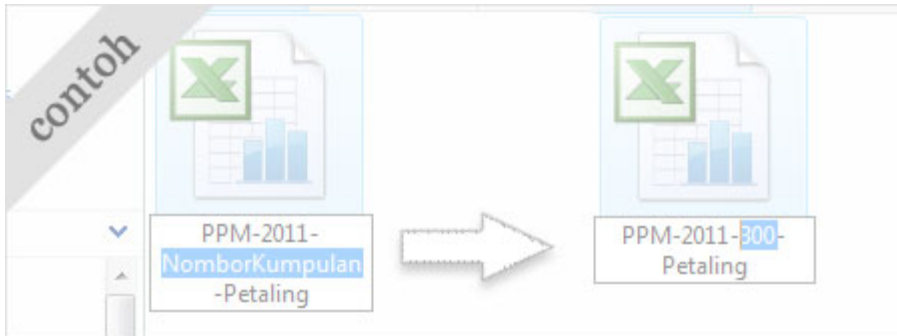 contoh
PPM-2011-
NomborKumpulan
-Petaling
PPM-2011-300-
Petaling